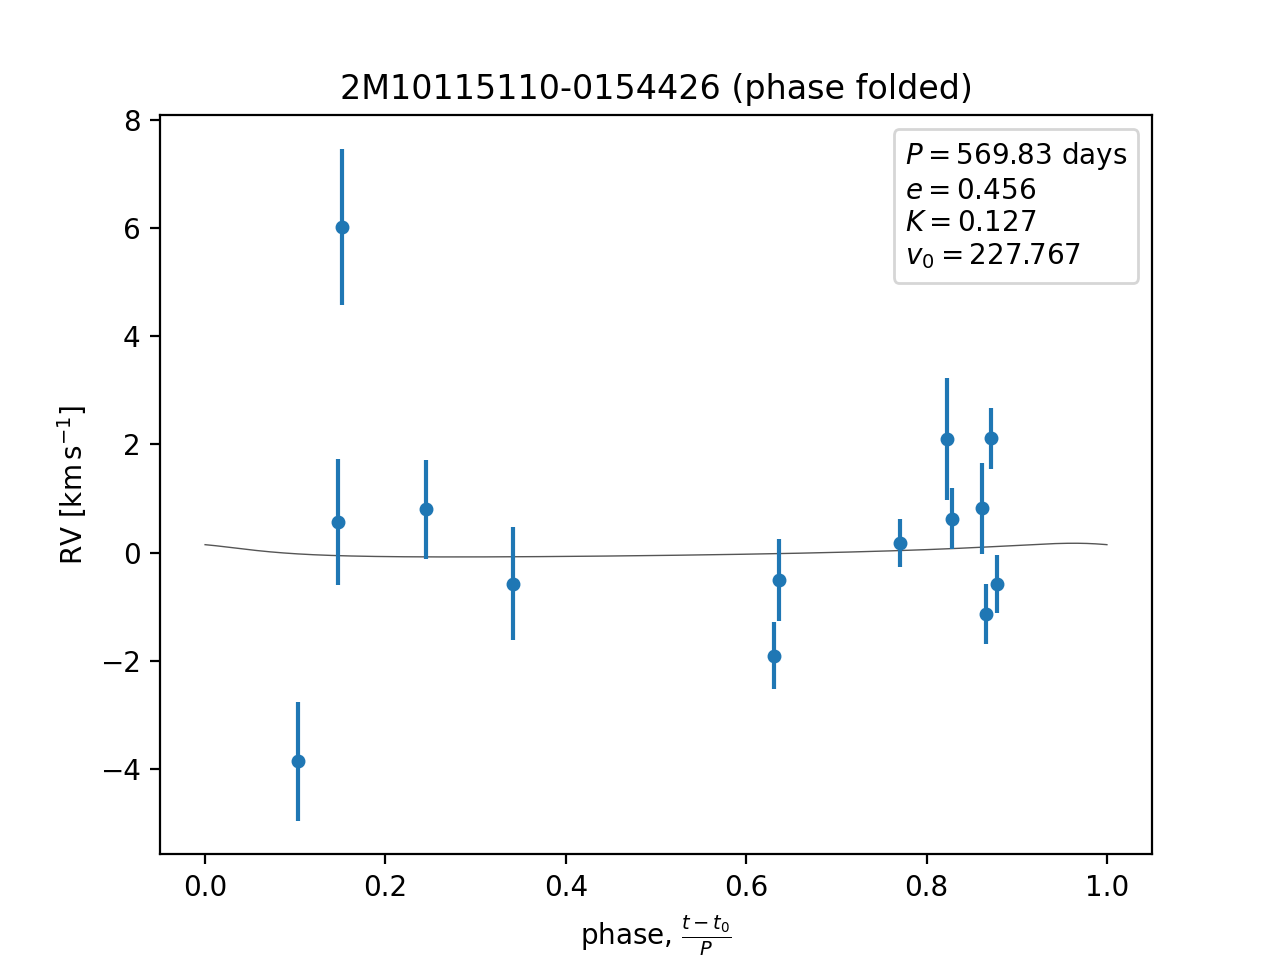 2M10115110-0154426 (phase folded)
P = 569.83 days
e = 0.456
K = 0.127
v₀ = 227.767
8
6
4
2
0
−2
−4
RV [km s⁻¹]
0.0 0.2 0.4 0.6 0.8 1.0
phase, (t − t₀)/P